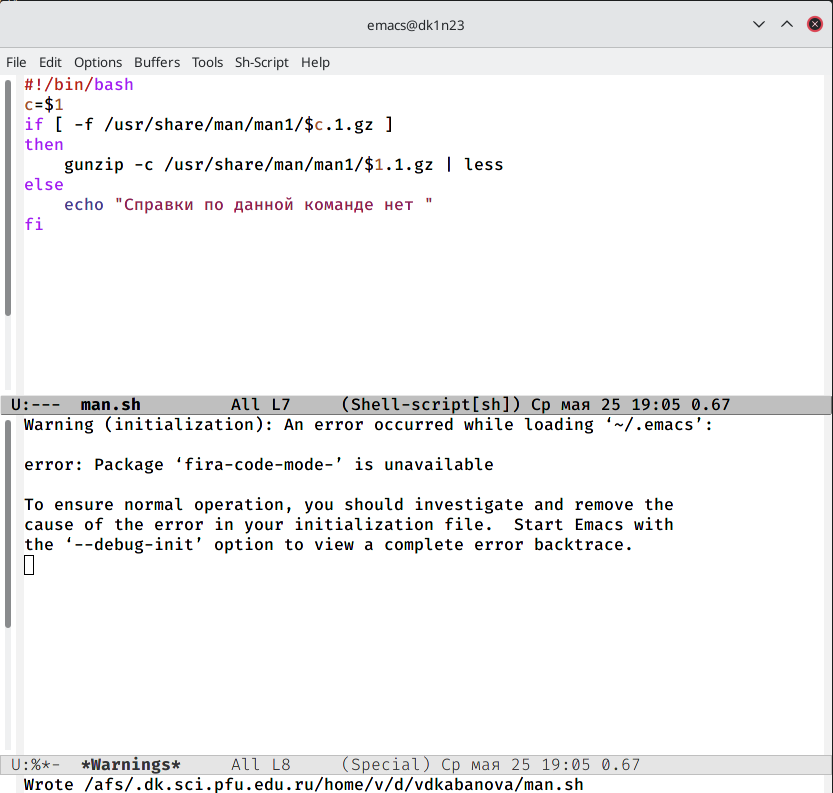 emacs@dk1n23
File Edit Options Buffers Tools Sh-Script Help
#!/bin/bash
c=$1
if [ -f /usr/share/man/man1/$c.1.gz ]
then
    gunzip -c /usr/share/man/man1/$1.1.gz | less
else
    echo "Справки по данной команде нет "
fi
U:---  man.sh         All L7     (Shell-script[sh]) Ср мая 25 19:05 0.67
Warning (initialization): An error occurred while loading ‘~/.emacs’:
error: Package ‘fira-code-mode-’ is unavailable
To ensure normal operation, you should investigate and remove the
cause of the error in your initialization file.  Start Emacs with
the ‘--debug-init’ option to view a complete error backtrace.
U:%*-  *Warnings*     All L8     (Special) Ср мая 25 19:05 0.67
Wrote /afs/.dk.sci.pfu.edu.ru/home/v/d/vdkabanova/man.sh